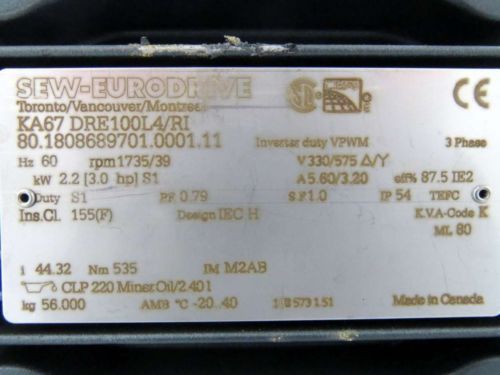 SEW-EURODRIVE
Toronto/Vancouver/Montreal
KA67 DRE100L4/RI
80.1808689701.0001.11 Inverter duty VPWM 3 Phase
Hz 60 rpm 1735/39 V 330/575 Δ/Y
kW 2.2 [3.0 hp] S1 A 5.60/3.20 eff% 87.5 IE2
Duty S1 PF 0.79 S.F.1.0 IP 54 TEFC
Ins.Cl. 155(F) Design IEC H K.V.A-Code K
ML 80
i 44.32 Nm 535 IM M2AB
CLP 220 Miner.Oil/2.40 l
kg 56.000 AMB °C -20..40 Made in Canada
CE